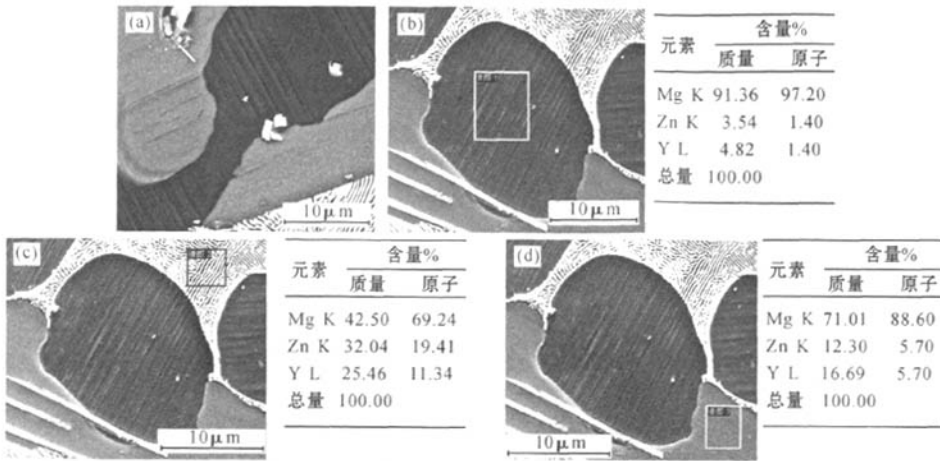 (a)
10μm
(b)
10μm
元素 含量%
质量 原子
Mg K 91.36 97.20
Zn K 3.54 1.40
Y L 4.82 1.40
总量 100.00
(c)
10μm
元素 含量%
质量 原子
Mg K 42.50 69.24
Zn K 32.04 19.41
Y L 25.46 11.34
总量 100.00
(d)
10μm
元素 含量%
质量 原子
Mg K 71.01 88.60
Zn K 12.30 5.70
Y L 16.69 5.70
总量 100.00